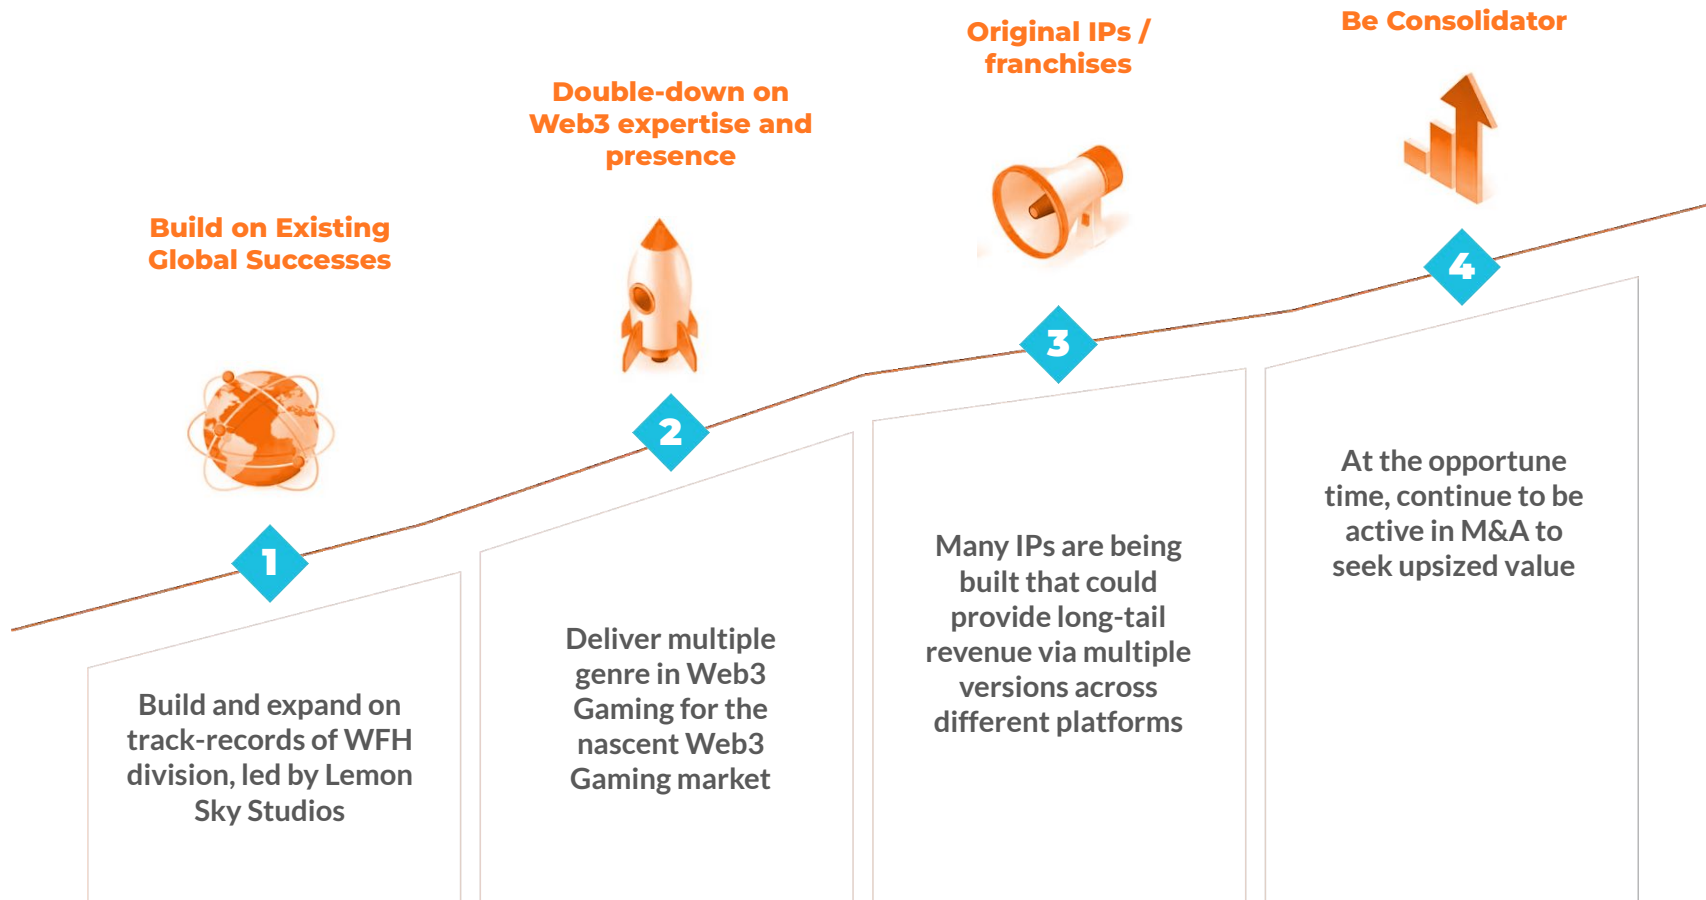 Build on Existing
Global Successes
1
Build and expand on
track-records of WFH
division, led by Lemon
Sky Studios
Double-down on
Web3 expertise and
presence
2
Deliver multiple
genre in Web3
Gaming for the
nascent Web3
Gaming market
Original IPs /
franchises
3
Many IPs are being
built that could
provide long-tail
revenue via multiple
versions across
different platforms
Be Consolidator
4
At the opportune
time, continue to be
active in M&A to
seek upsized value